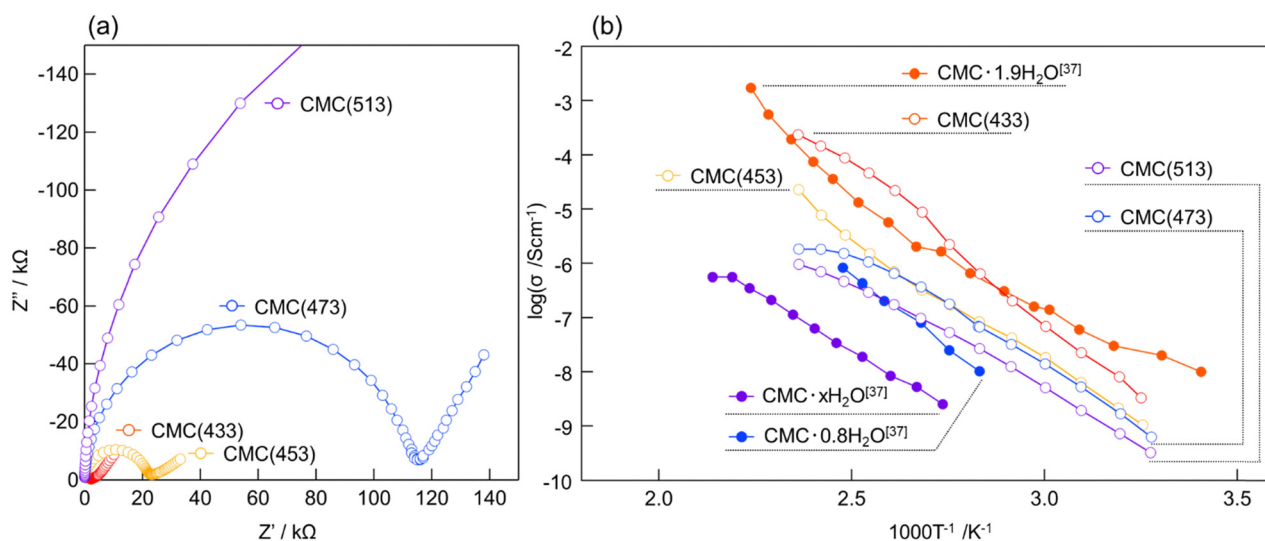 (a)
-140
-120
-100
-80
-60
-40
-20
0
Z'' / kΩ
0 20 40 60 80 100 120 140
Z' / kΩ
CMC(513)
CMC(473)
CMC(433)
CMC(453)
(b)
-2
-3
-4
-5
-6
-7
-8
-9
-10
log(σ /Scm⁻¹)
2.0 2.5 3.0 3.5
1000T⁻¹ /K⁻¹
CMC · 1.9H₂O[37]
CMC(433)
CMC(513)
CMC(453)
CMC(473)
CMC · xH₂O[37]
CMC · 0.8H₂O[37]